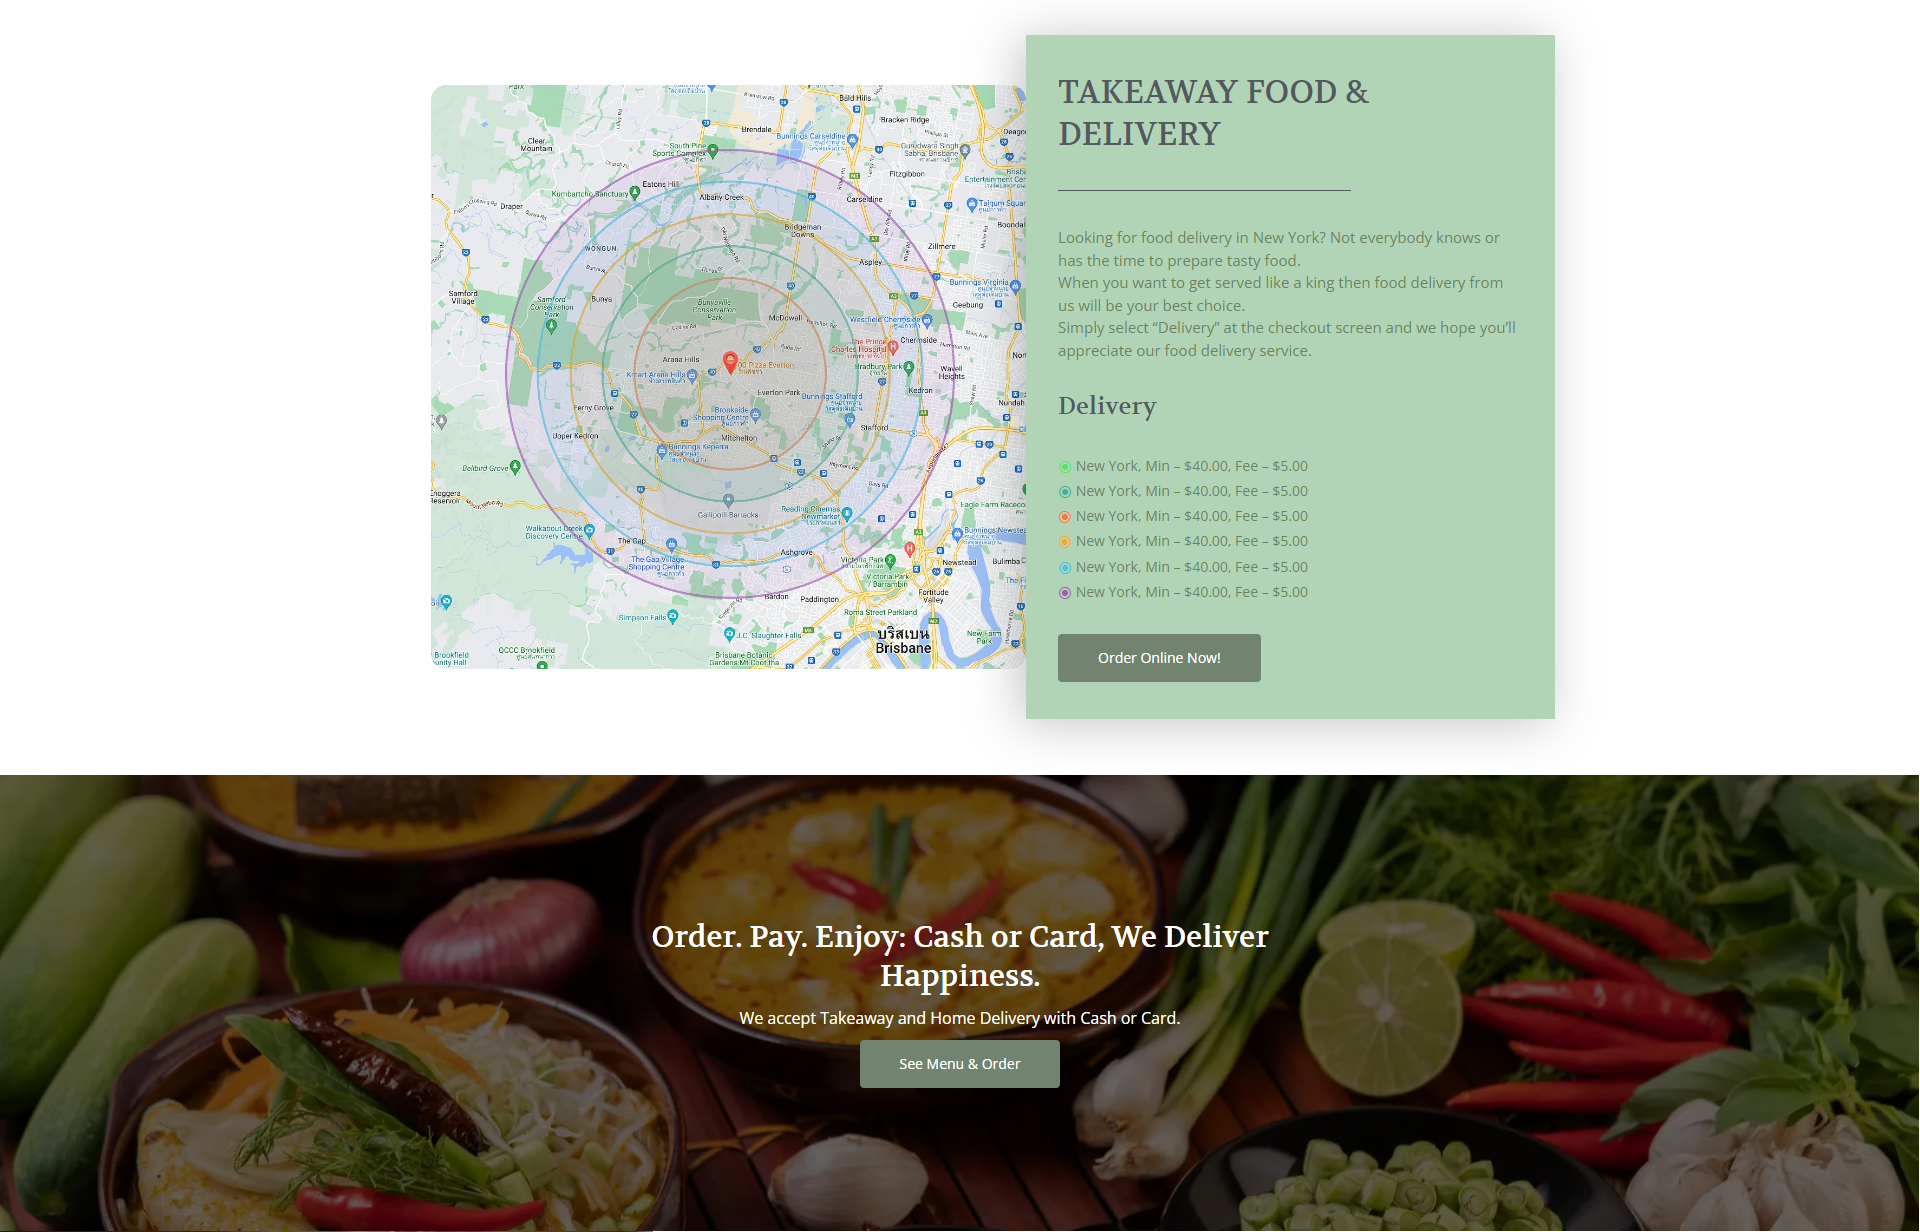 Park
Bald Hills
Bracken Ridge
Brendale
Clear
Mountain
Bunnings Carseldine
South Pine
Sports Complex
Gurudwara Singh
Sabha, Brisbane
Fitzgibbon
Kumbartcho Sanctuary
Eatons Hill
Albany Creek
Carseldine
Entertainment Cen
Taigum Square
Draper
Bridgeman
Downs
Zillmere
WONGUN
Aspley
Bunnings Virginia
Samford
Village
Samford
Conservation
Park
Bunya
Bunyaville
Conservation
Park
Geebung
McDowall
Westfield Chermside
The Prince
Charles Hospital
Chermside
Arana Hills
Kmart Arana Hills
Bradbury Park
Wavell
Heights
Kedron
Everton Park
Nundah
Ferny Grove
Brookside
Shopping Centre
Bunnings Stafford
Stafford
Upper Kedron
Mitchelton
Bunnings Keperra
Bellbird Grove
Enoggera
Reservoir
Gallipoli Barracks
Reading Cinemas
Newmarket
Eagle Farm Raceco
Walkabout Creek
Discovery Centre
The Gap
Bunnings Newstea
The Gap Village
Shopping Centre
Ashgrove
Victoria Park
Newstead
Bulimba
Victoria Park
/ Barrambin
Bardon
Paddington
Fortitude
Valley
Simpson Falls
Roma Street Parkland
J.C. Slaughter Falls
บริสเบน
Brisbane
New Farm
Park
Brookfield
unity Hall
QCCC Brookfield
Brisbane Botanic
Gardens Mt Coot-tha
TAKEAWAY FOOD &
DELIVERY
Looking for food delivery in New York? Not everybody knows or
has the time to prepare tasty food.
When you want to get served like a king then food delivery from
us will be your best choice.
Simply select “Delivery” at the checkout screen and we hope you’ll
appreciate our food delivery service.
Delivery
New York, Min – $40.00, Fee – $5.00
New York, Min – $40.00, Fee – $5.00
New York, Min – $40.00, Fee – $5.00
New York, Min – $40.00, Fee – $5.00
New York, Min – $40.00, Fee – $5.00
New York, Min – $40.00, Fee – $5.00
Order Online Now!
Order. Pay. Enjoy: Cash or Card, We Deliver
Happiness.
We accept Takeaway and Home Delivery with Cash or Card.
See Menu & Order